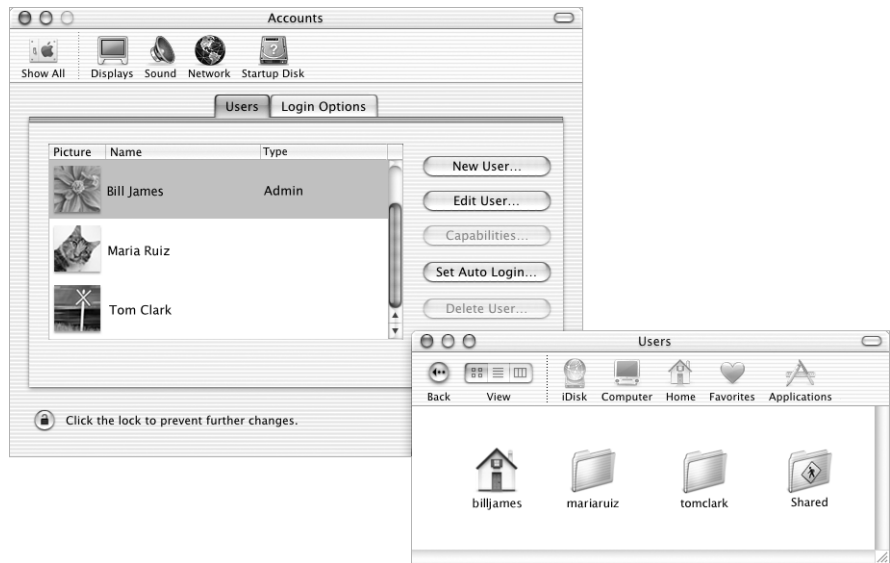 Accounts
Show All Displays Sound Network Startup Disk
Users Login Options
Picture Name Type
Bill James Admin
Maria Ruiz
Tom Clark
New User...
Edit User...
Capabilities...
Set Auto Login...
Delete User...
Click the lock to prevent further changes.
Users
Back View iDisk Computer Home Favorites Applications
billjames mariaruiz tomclark Shared